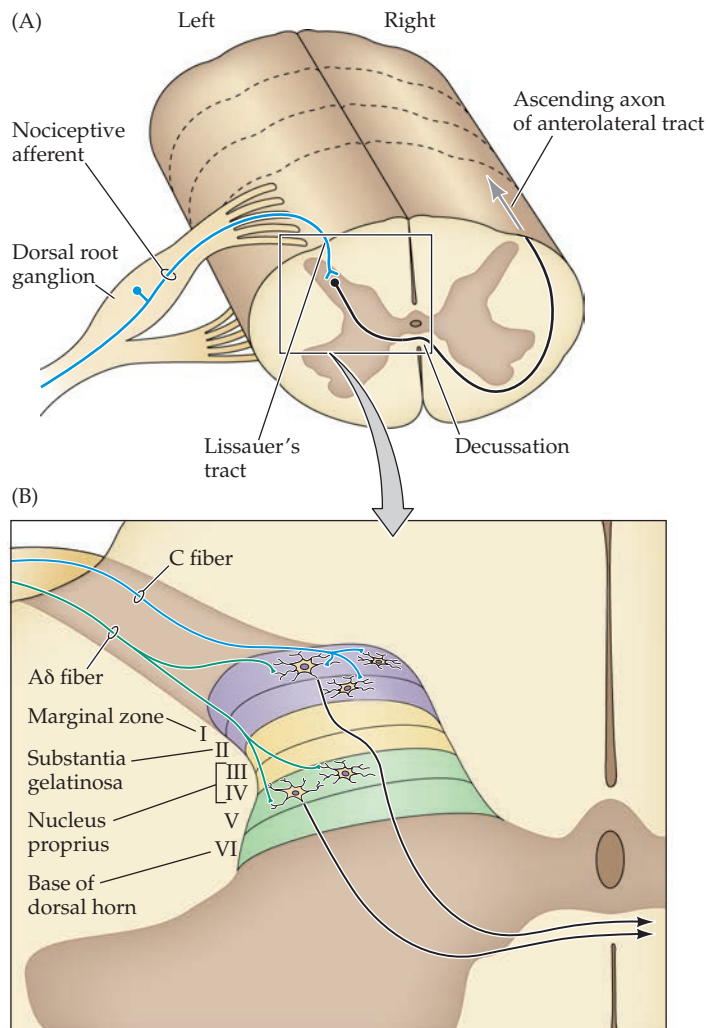 (A)
Left
Right
Nociceptive
afferent
Dorsal root
ganglion
Ascending axon
of anterolateral tract
Lissauer’s
tract
Decussation
(B)
C fiber
Aδ fiber
Marginal zone
I
Substantia
gelatinosa
II
III
IV
Nucleus
proprius
V
VI
Base of
dorsal horn